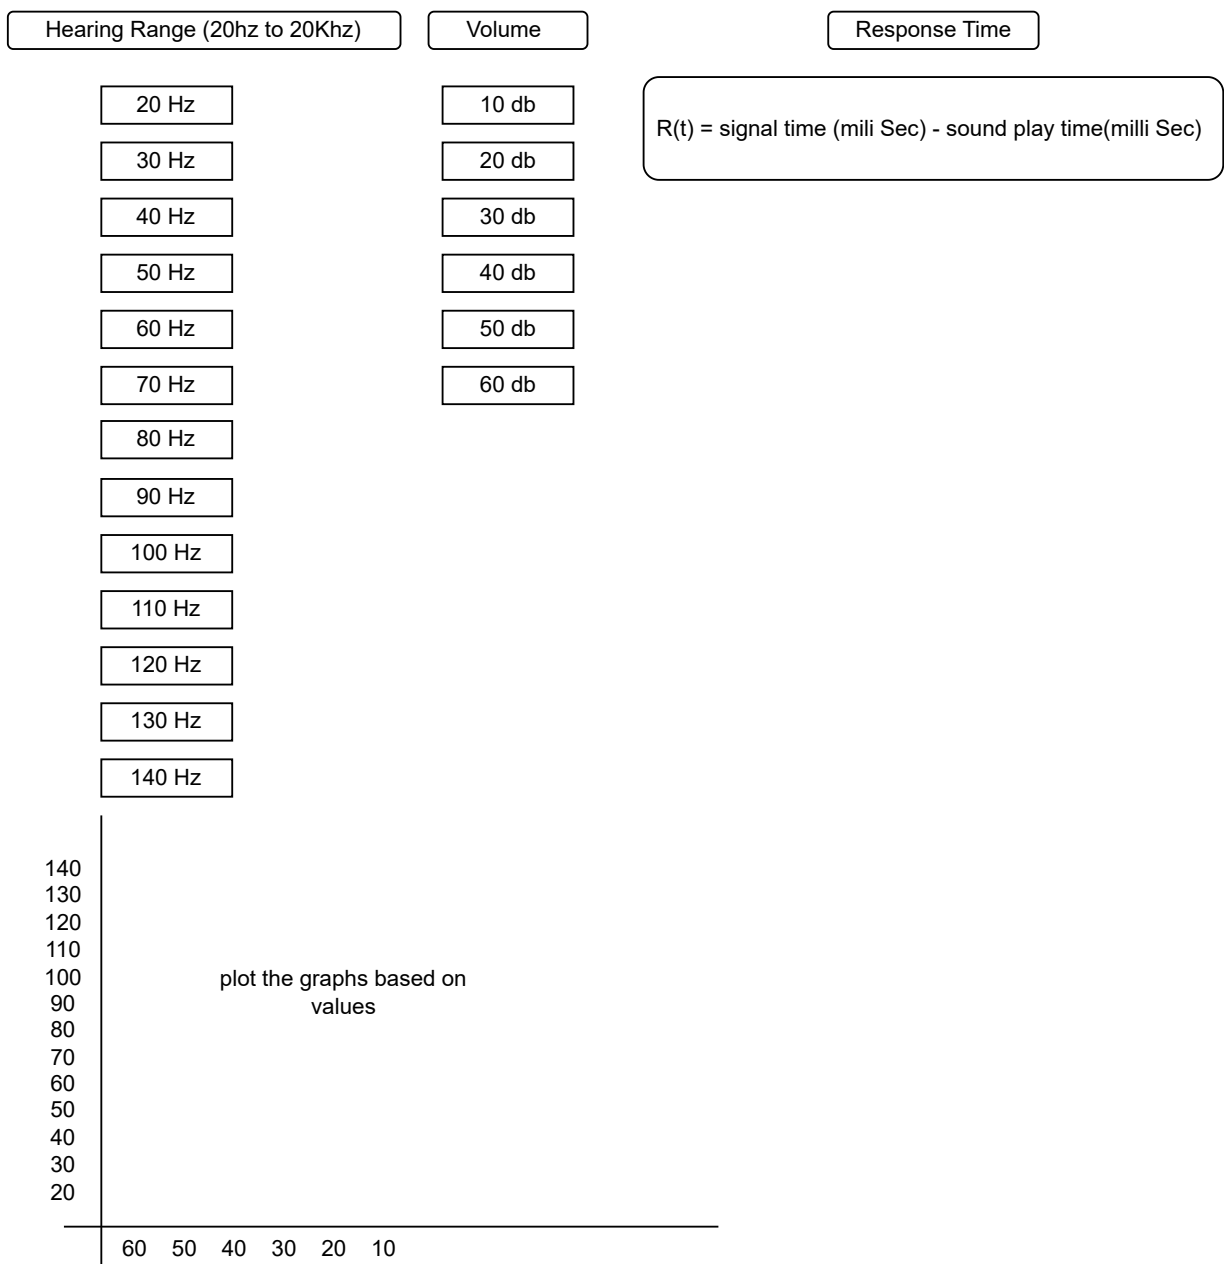 Hearing Range (20hz to 20Khz)
Volume
Response Time
20 Hz
10 db
R(t) = signal time (mili Sec) - sound play time(milli Sec)
30 Hz
20 db
40 Hz
30 db
50 Hz
40 db
60 Hz
50 db
70 Hz
60 db
80 Hz
90 Hz
100 Hz
110 Hz
120 Hz
130 Hz
140 Hz
140
130
120
110
100
90
80
70
60
50
40
30
20
plot the graphs based on
values
60 50 40 30 20 10